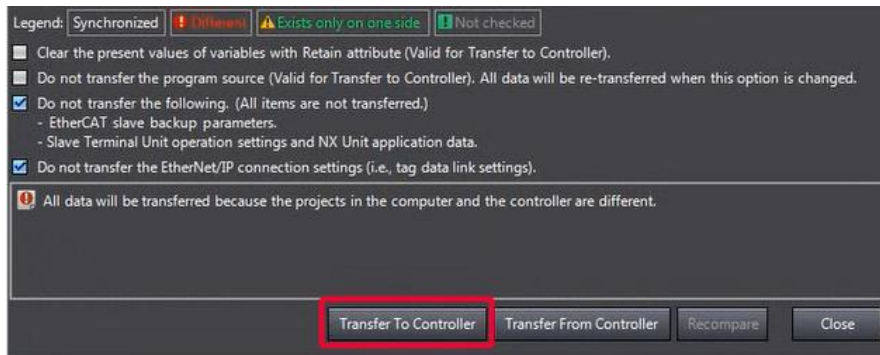 Legend: Synchronized Different Exists only on one side Not checked
Clear the present values of variables with Retain attribute (Valid for Transfer to Controller).
Do not transfer the program source (Valid for Transfer to Controller). All data will be re-transferred when this option is changed.
Do not transfer the following. (All items are not transferred.)
- EtherCAT slave backup parameters.
- Slave Terminal Unit operation settings and NX Unit application data.
Do not transfer the EtherNet/IP connection settings (i.e., tag data link settings).
All data will be transferred because the projects in the computer and the controller are different.
Transfer To Controller Transfer From Controller Recompare Close